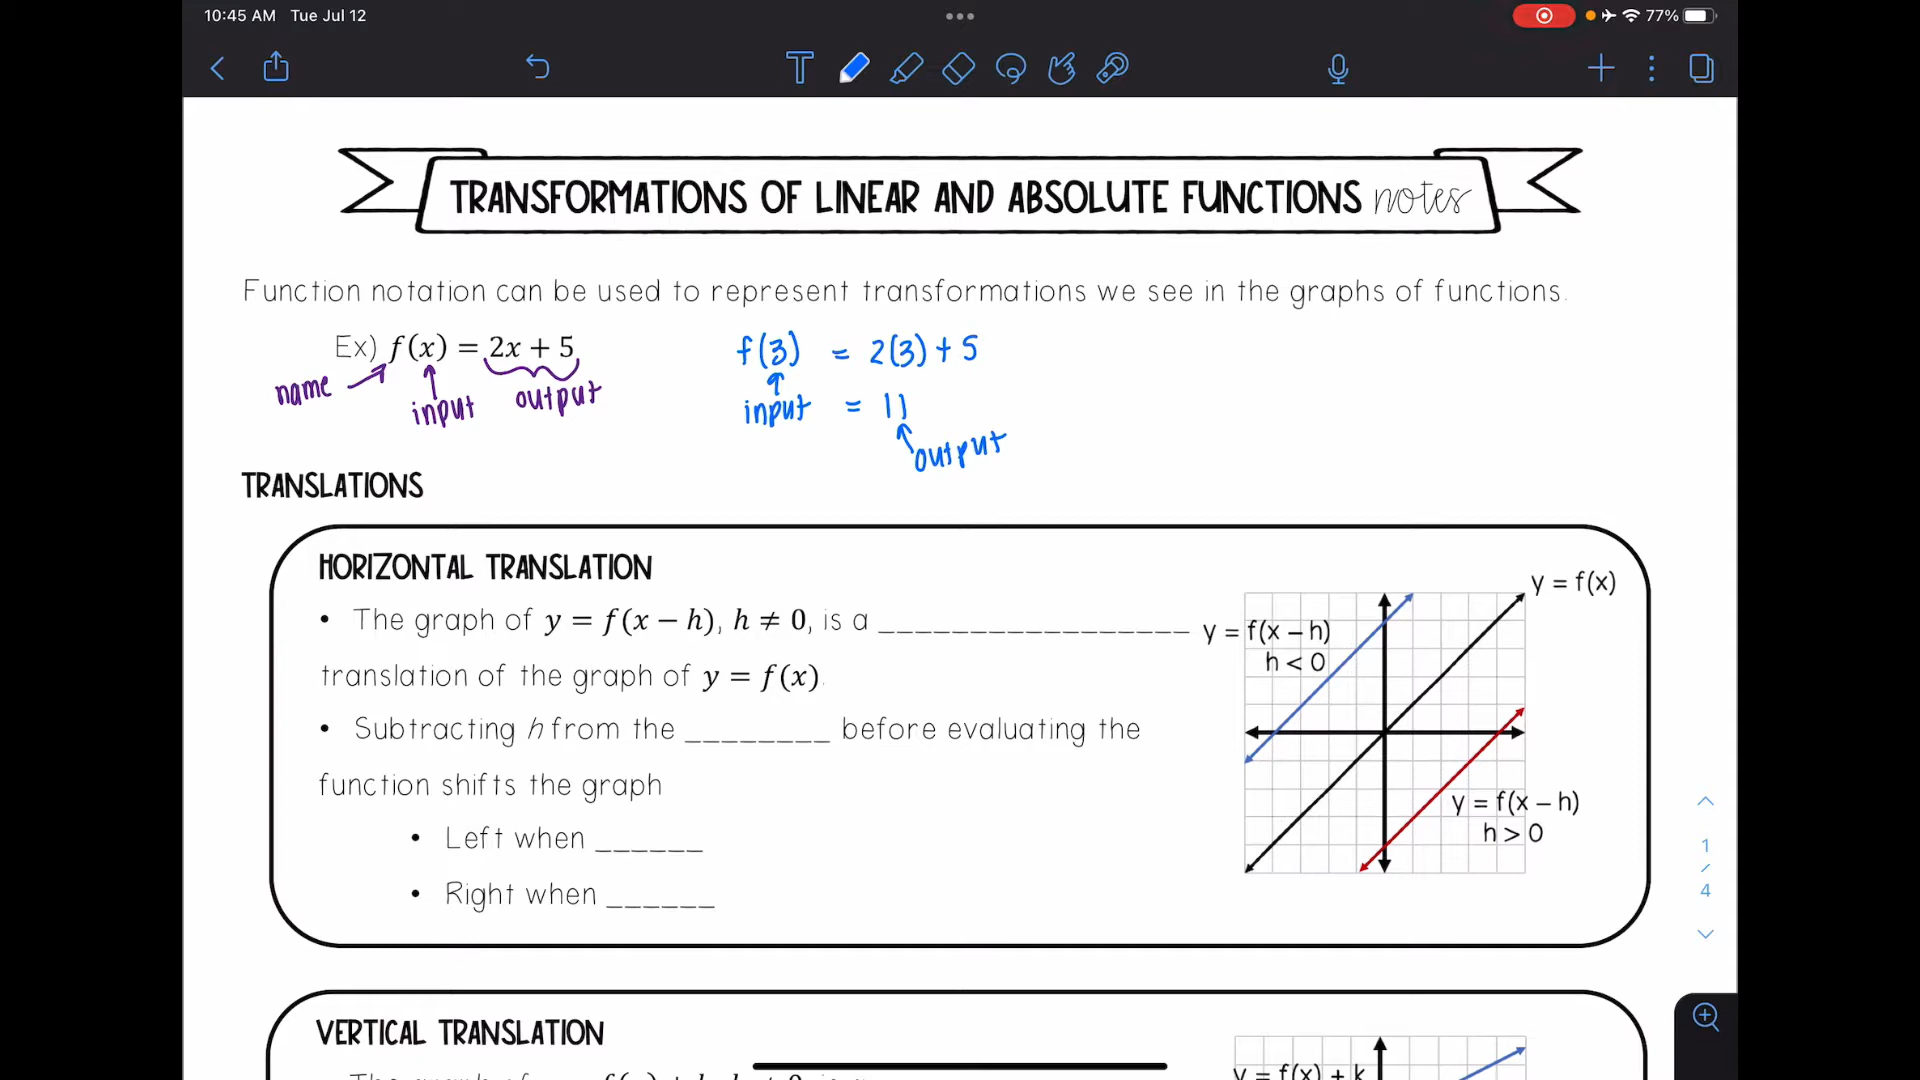 10:45 AM Tue Jul 12
77%
TRANSFORMATIONS OF LINEAR AND ABSOLUTE FUNCTIONS notes
Function notation can be used to represent transformations we see in the graphs of functions.
Ex) f(x) = 2x + 5
f(3) = 2(3) + 5
name
input
output
input = 11
output
TRANSLATIONS
HORIZONTAL TRANSLATION
• The graph of y = f(x − h), h ≠ 0, is a _________________
translation of the graph of y = f(x).
• Subtracting h from the ________ before evaluating the
function shifts the graph
• Left when ______
• Right when ______
y = f(x)
y = f(x – h)
h < 0
y = f(x – h)
h > 0
1
/
4
VERTICAL TRANSLATION
y = f(x) + k
The graph of